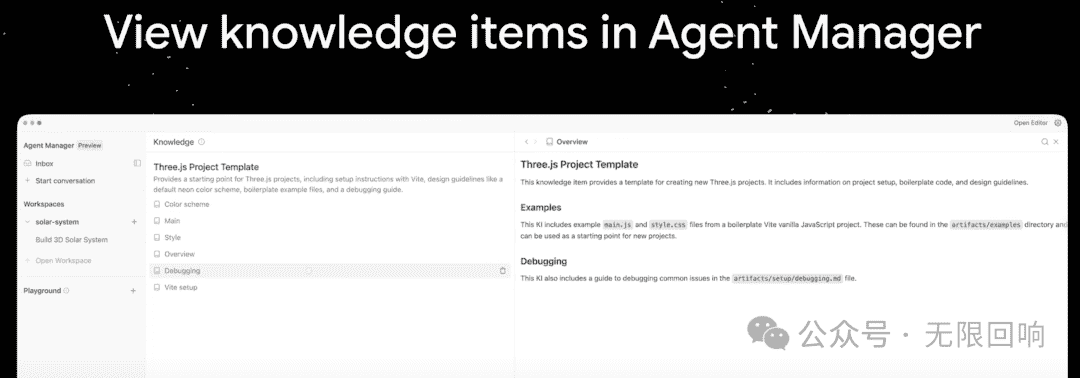 View knowledge items in Agent Manager
Open Editor
Agent Manager Preview
Inbox
Start conversation
Workspaces
solar-system
Build 3D Solar System
Open Workspace
Playground
Knowledge
Three.js Project Template
Provides a starting point for Three.js projects, including setup instructions with Vite, design guidelines like a
default neon color scheme, boilerplate example files, and a debugging guide.
Color scheme
Main
Style
Overview
Debugging
Vite setup
Overview
Three.js Project Template
This knowledge item provides a template for creating new Three.js projects. It includes information on project setup, boilerplate code, and design guidelines.
Examples
This KI includes example main.js and style.css files from a boilerplate Vite vanilla JavaScript project. These can be found in the artifacts/examples directory and
can be used as a starting point for new projects.
Debugging
This KI also includes a guide to debugging common issues in the artifacts/setup/debugging.md file.
公众号 · 无限回响